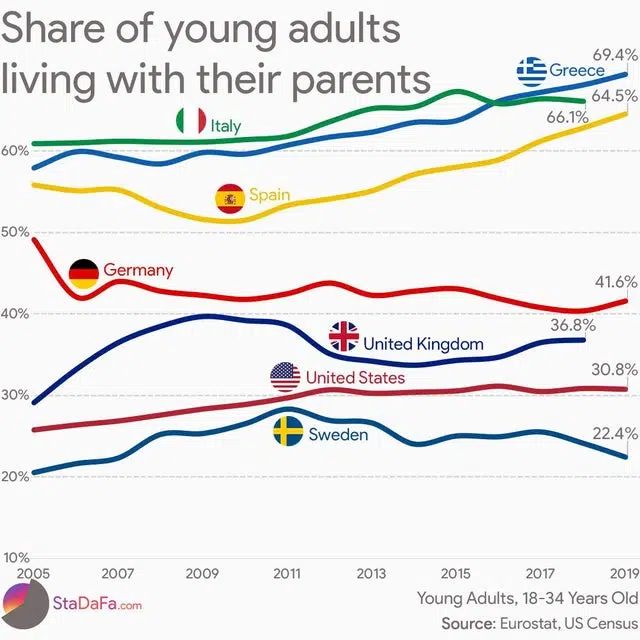 Share of young adults
living with their parents
69.4%
Greece
64.5%
66.1%
Italy
60%
Spain
50%
Germany
41.6%
40%
36.8%
United Kingdom
30.8%
United States
30%
22.4%
Sweden
20%
10%
2005 2007 2009 2011 2013 2015 2017 2019
StaDaFa.com
Young Adults, 18-34 Years Old
Source: Eurostat, US Census